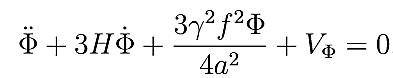 $\ddot{\Phi} + 3H\dot{\Phi} + \frac{3\gamma^2 f^2 \Phi}{4a^2} + V_\Phi = 0.$